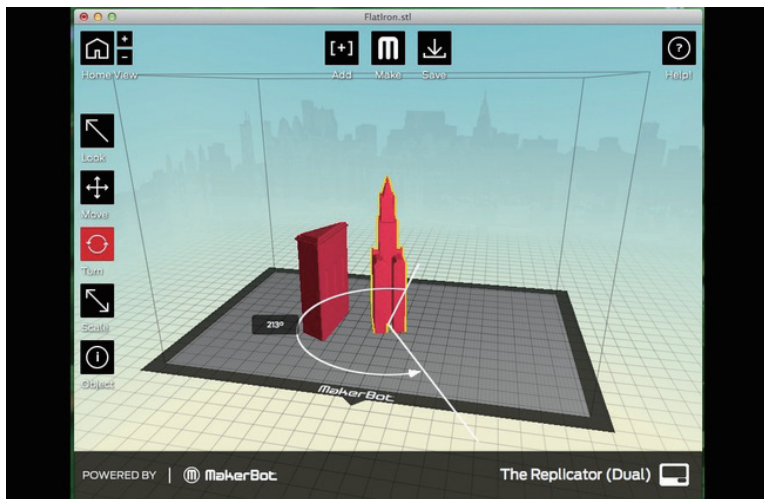 FlatIron.stl
Home View
Add
Make
Save
Help!
Look
Move
Turn
Scale
Object
213°
MakerBot
POWERED BY | MakerBot
The Replicator (Dual)